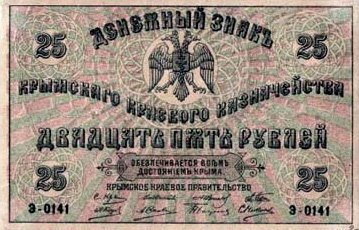 Денежный знакъ
25 25
Крымскаго Краевого Казначейства
Двадцать пять рублей
ОБЕСПЕЧИВАЕТСЯ ВСѢМЪ
ДОСТОЯНІЕМЪ КРЫМА
КРЫМСКОЕ КРАЕВОЕ ПРАВИТЕЛЬСТВО
25 25
Э-0141 Э-0141